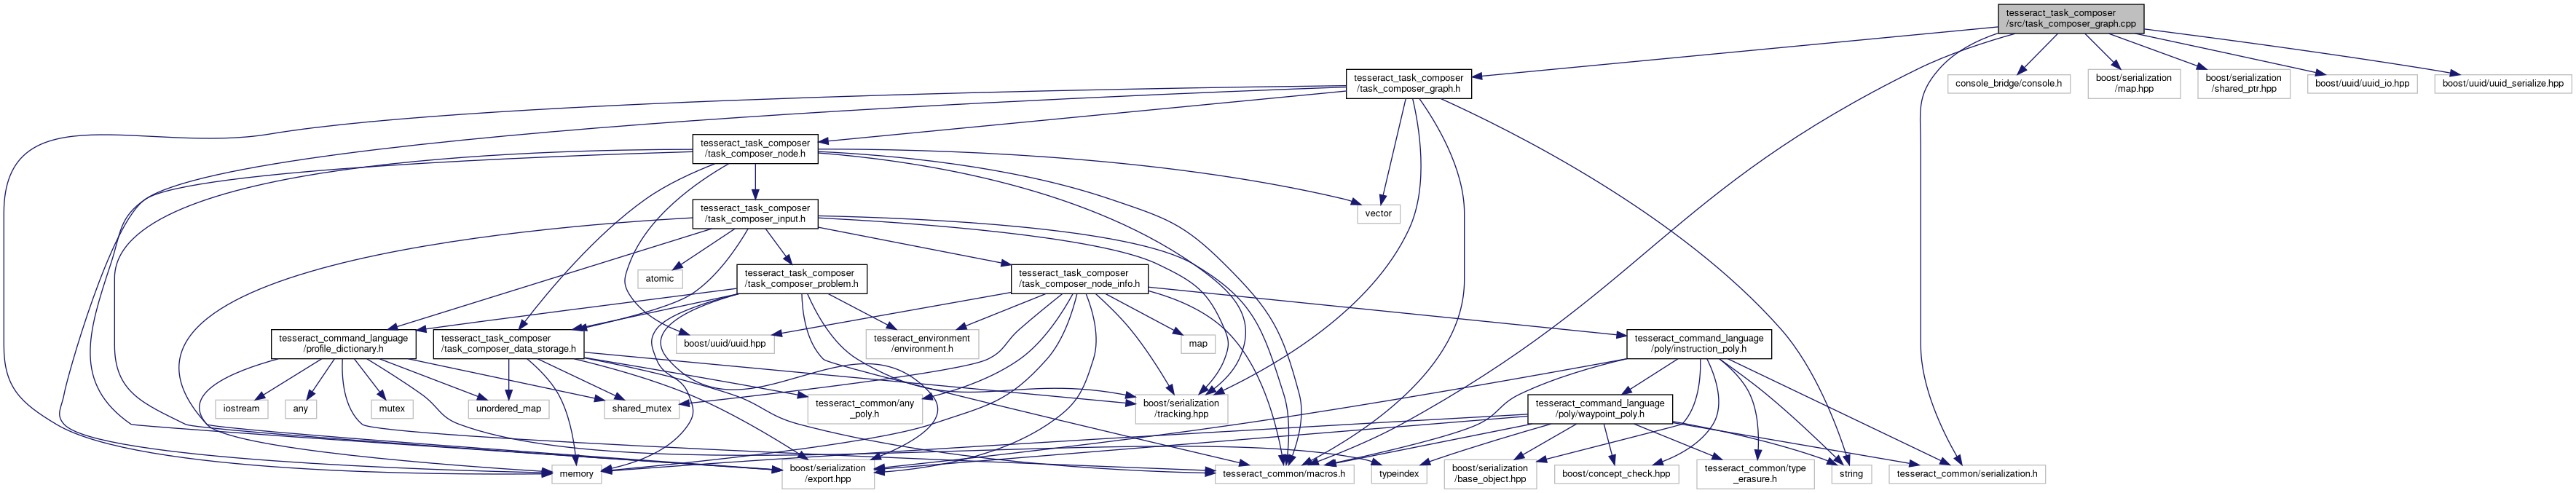 tesseract_task_composer
/src/task_composer_graph.cpp
tesseract_task_composer
/task_composer_graph.h
console_bridge/console.h
boost/serialization
/map.hpp
boost/serialization
/shared_ptr.hpp
boost/uuid/uuid_io.hpp
boost/uuid/uuid_serialize.hpp
tesseract_task_composer
/task_composer_node.h
tesseract_task_composer
/task_composer_input.h
vector
atomic
tesseract_task_composer
/task_composer_problem.h
tesseract_task_composer
/task_composer_node_info.h
tesseract_command_language
/profile_dictionary.h
tesseract_task_composer
/task_composer_data_storage.h
boost/uuid/uuid.hpp
tesseract_environment
/environment.h
map
tesseract_command_language
/poly/instruction_poly.h
iostream
any
mutex
unordered_map
shared_mutex
tesseract_common/any
_poly.h
boost/serialization
/tracking.hpp
tesseract_command_language
/poly/waypoint_poly.h
memory
boost/serialization
/export.hpp
tesseract_common/macros.h
typeindex
boost/serialization
/base_object.hpp
boost/concept_check.hpp
tesseract_common/type
_erasure.h
string
tesseract_common/serialization.h